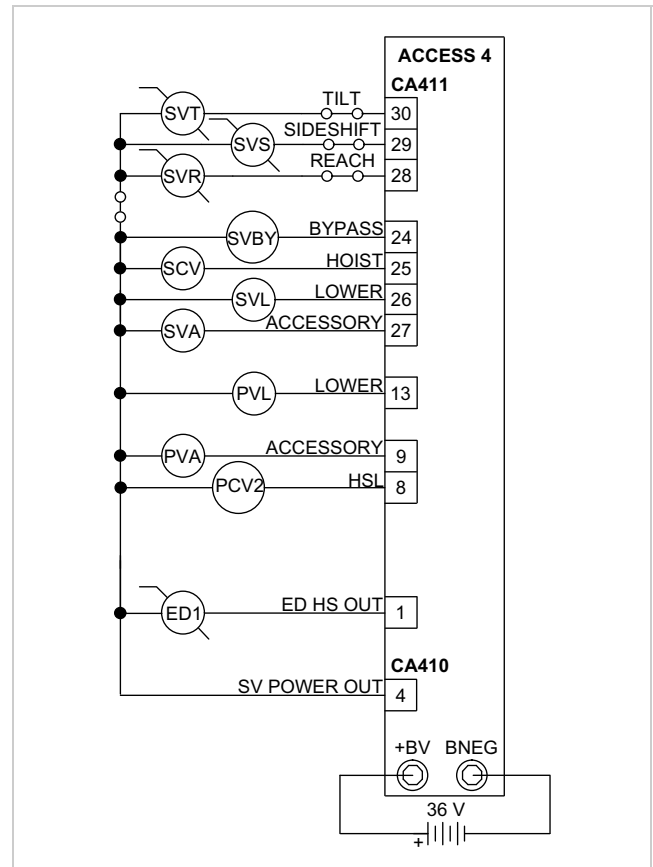 ACCESS 4
CA411
SVT TILT 30
SVS SIDESHIFT 29
SVR REACH 28
SVBY BYPASS 24
SCV HOIST 25
SVL LOWER 26
SVA ACCESSORY 27
PVL LOWER 13
PVA ACCESSORY 9
PCV2 HSL 8
ED1 ED HS OUT 1
CA410
SV POWER OUT 4
+BV BNEG
36 V
+